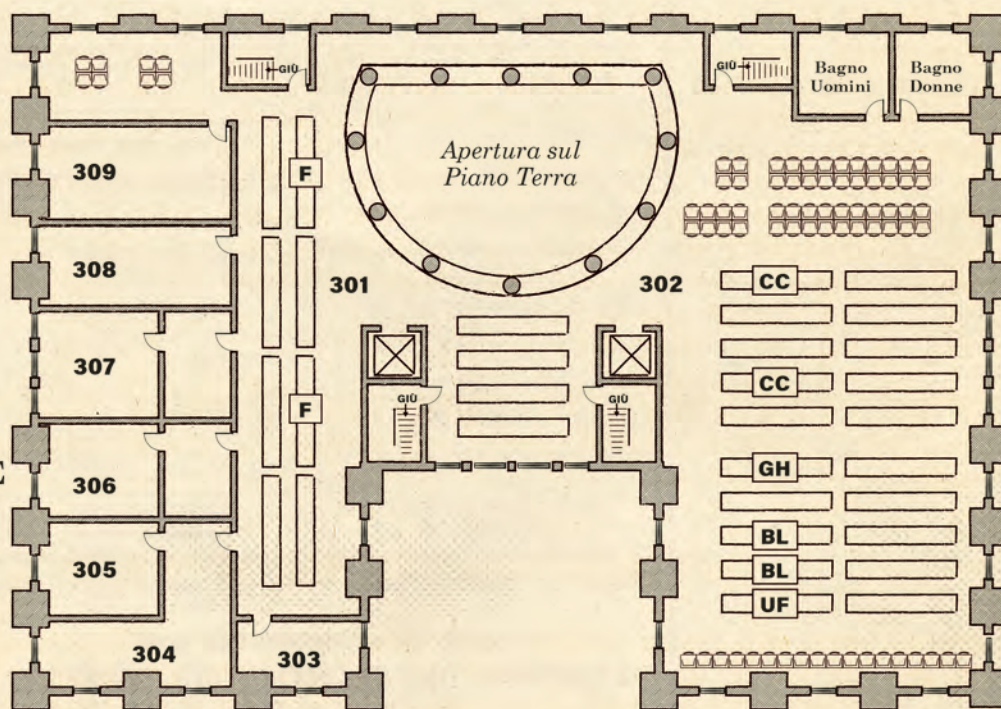 GIÙ
GIÙ
Bagno
Uomini
Bagno
Donne
309
F
Apertura sul
Piano Terra
308
301
302
CC
307
CC
GIÙ
GIÙ
F
306
GH
305
BL
BL
UF
304
303